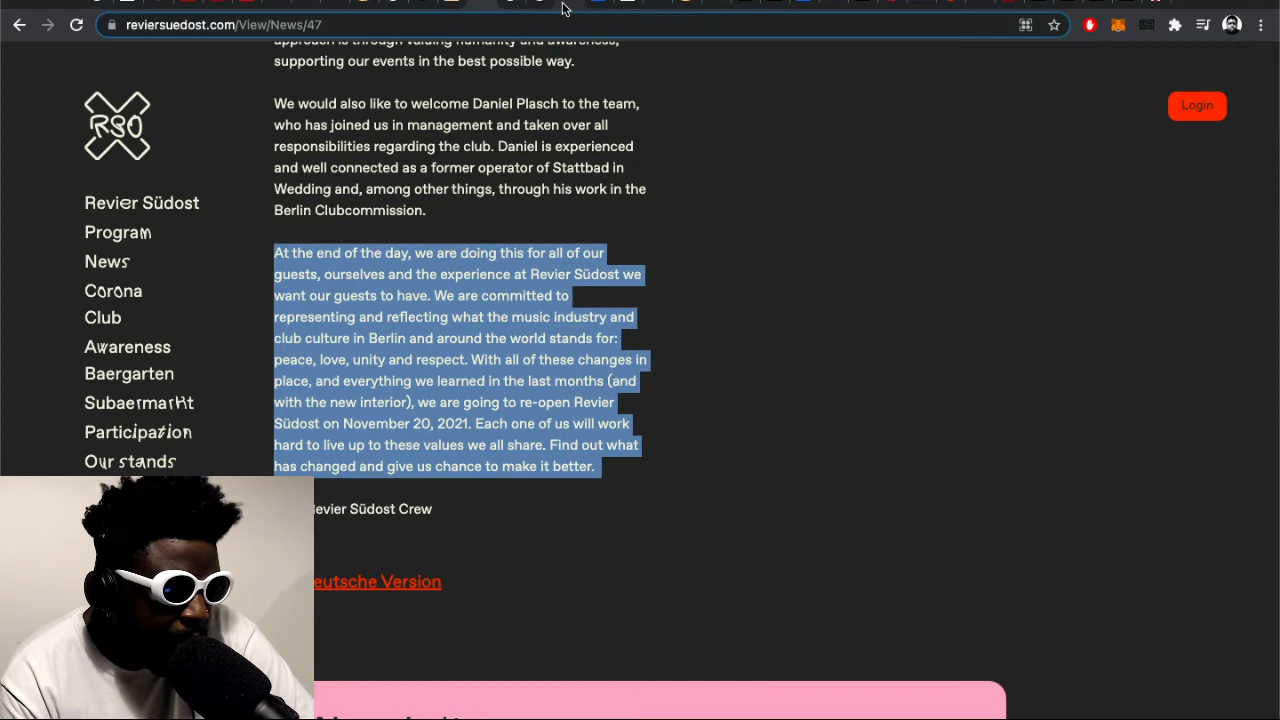 reviersuedost.com/View/News/47
approach is through valuing humanity and awareness,
supporting our events in the best possible way.
We would also like to welcome Daniel Plasch to the team,
who has joined us in management and taken over all
responsibilities regarding the club. Daniel is experienced
and well connected as a former operator of Stattbad in
Wedding and, among other things, through his work in the
Berlin Clubcommission.
At the end of the day, we are doing this for all of our
guests, ourselves and the experience at Revier Südost we
want our guests to have. We are committed to
representing and reflecting what the music industry and
club culture in Berlin and around the world stands for:
peace, love, unity and respect. With all of these changes in
place, and everything we learned in the last months (and
with the new interior), we are going to re-open Revier
Südost on November 20, 2021. Each one of us will work
hard to live up to these values we all share. Find out what
has changed and give us chance to make it better.
evier Südost Crew
eutsche Version
RSO
Revier Südost
Program
News
Corona
Club
Awareness
Baergarten
Subaermarkt
Participation
Our stands
Login